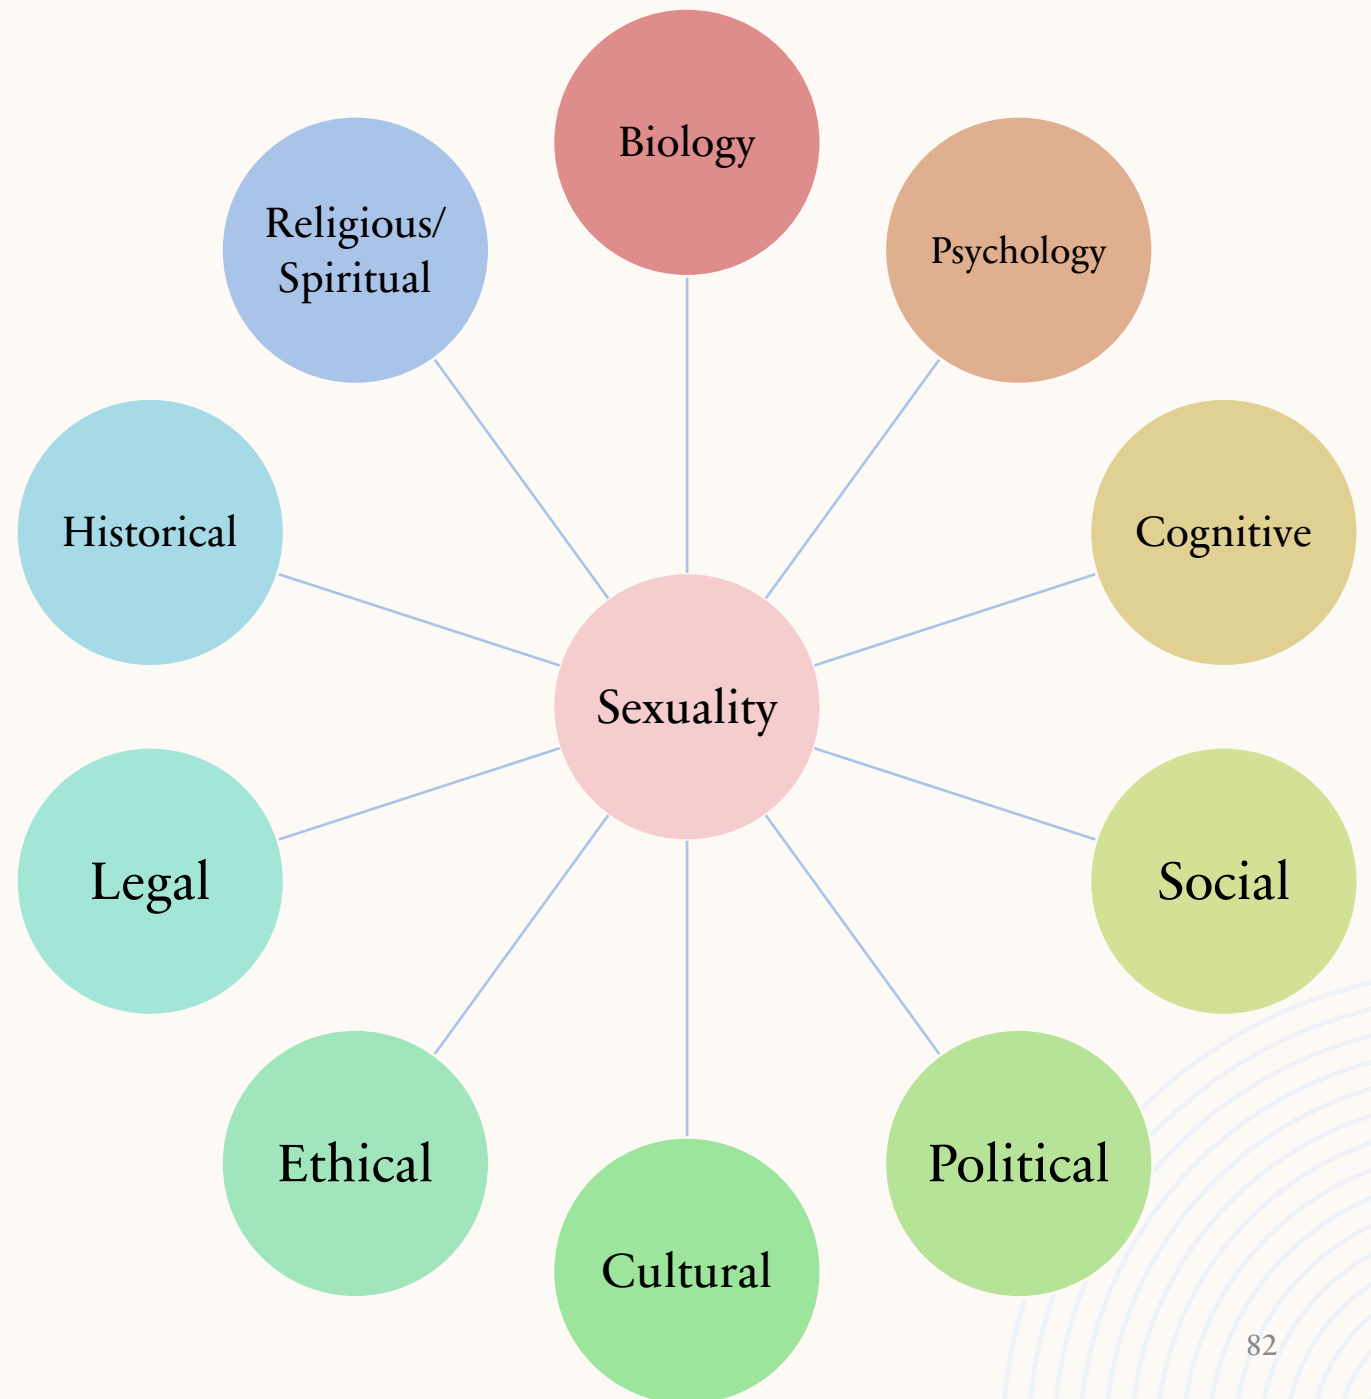 Biology
Psychology
Cognitive
Social
Political
Cultural
Ethical
Legal
Historical
Religious/
Spiritual
Sexuality
82